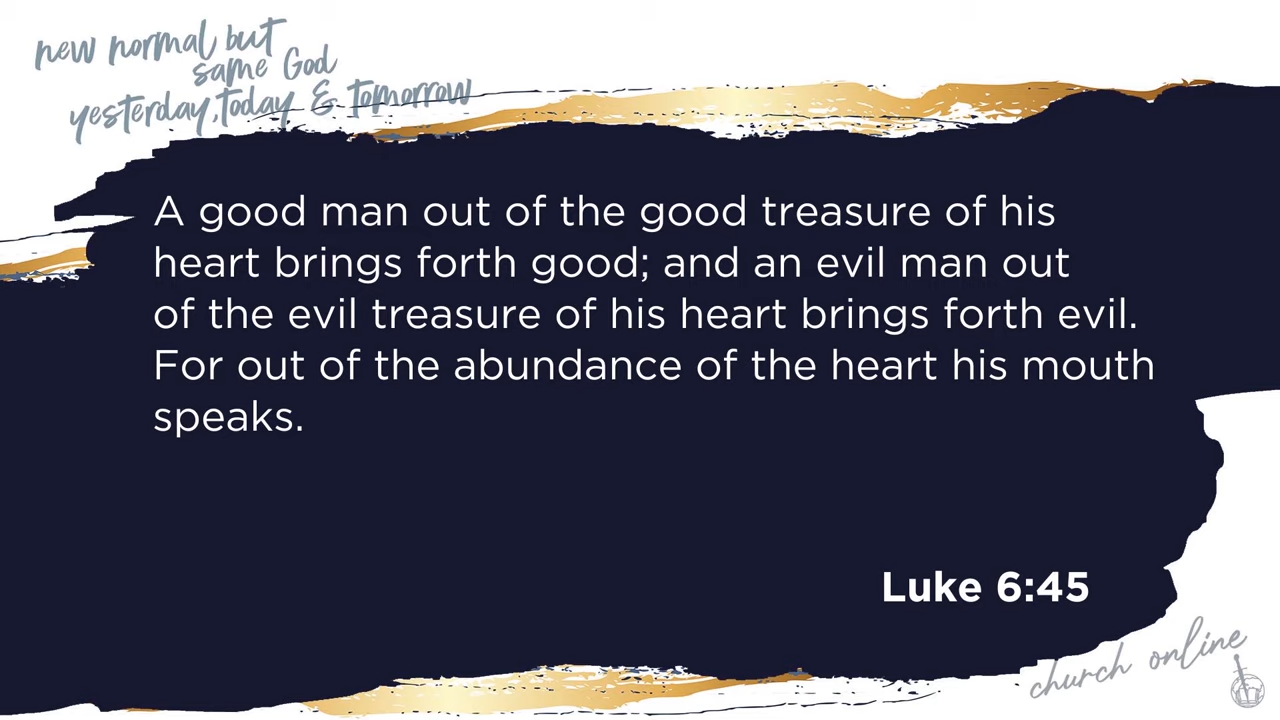 new normal but
same God
yesterday, today & tomorrow
A good man out of the good treasure of his
heart brings forth good; and an evil man out
of the evil treasure of his heart brings forth evil.
For out of the abundance of the heart his mouth
speaks.
Luke 6:45
church online